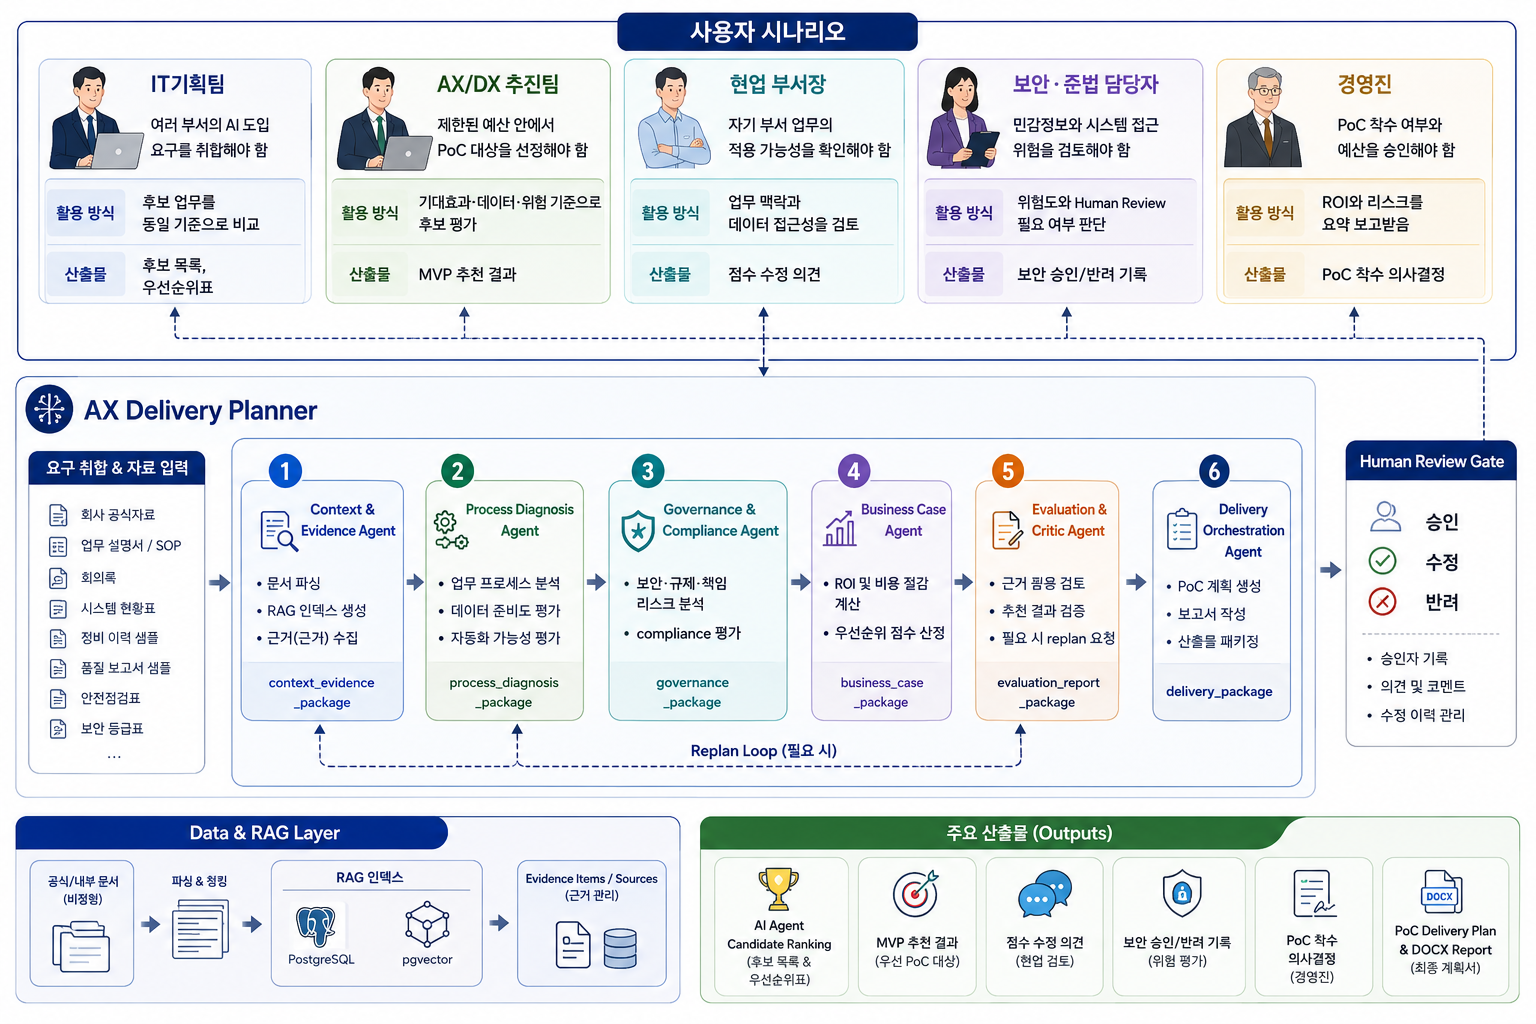 사용자 시나리오
IT기획팀
여러 부서의 AI 도입
요구를 취합해야 함
활용 방식
후보 업무를
동일 기준으로 비교
산출물
후보 목록,
우선순위표
AX/DX 추진팀
제한된 예산 안에서
PoC 대상을 선정해야 함
활용 방식
기대효과·데이터·위험 기준으로
후보 평가
산출물
MVP 추천 결과
현업 부서장
자기 부서 업무의
적용 가능성을 확인해야 함
활용 방식
업무 맥락과
데이터 접근성을 검토
산출물
점수 수정 의견
보안·준법 담당자
민감정보와 시스템 접근
위험을 검토해야 함
활용 방식
위험도와 Human Review
필요 여부 판단
산출물
보안 승인/반려 기록
경영진
PoC 착수 여부와
예산을 승인해야 함
활용 방식
ROI와 리스크를
요약 보고받음
산출물
PoC 착수 의사결정
AX Delivery Planner
요구 취합 & 자료 입력
회사 공식자료
업무 설명서 / SOP
회의록
시스템 현황표
정비 이력 샘플
품질 보고서 샘플
안전점검표
보안 등급표
...
1
Context &
Evidence Agent
• 문서 파싱
• RAG 인덱스 생성
• 근거(근거) 수집
context_evidence
_package
2
Process Diagnosis
Agent
• 업무 프로세스 분석
• 데이터 준비도 평가
• 자동화 가능성 평가
process_diagnosis
_package
3
Governance &
Compliance Agent
• 보안·규제·책임
리스크 분석
• compliance 평가
governance
_package
4
Business Case
Agent
• ROI 및 비용 절감
계산
• 우선순위 점수 산정
business_case
_package
5
Evaluation &
Critic Agent
• 근거 품용 검토
• 추천 결과 검증
• 필요 시 replan 요청
evaluation_report
_package
6
Delivery
Orchestration
Agent
• PoC 계획 생성
• 보고서 작성
• 산출물 패키정
delivery_package
Replan Loop (필요 시)
Human Review Gate
승인
수정
반려
• 승인자 기록
• 의견 및 코멘트
• 수정 이력 관리
Data & RAG Layer
공식/내부 문서
(비정형)
파싱 & 청킹
RAG 인덱스
PostgreSQL
pgvector
Evidence Items / Sources
(근거 관리)
주요 산출물 (Outputs)
AI Agent
Candidate Ranking
(후보 목록 &
우선순위표)
MVP 추천 결과
(우선 PoC 대상)
점수 수정 의견
(현업 검토)
보안 승인/반려 기록
(위험 평가)
PoC 착수
의사결정
(경영진)
DOCX
PoC Delivery Plan
& DOCX Report
(최종 계획서)